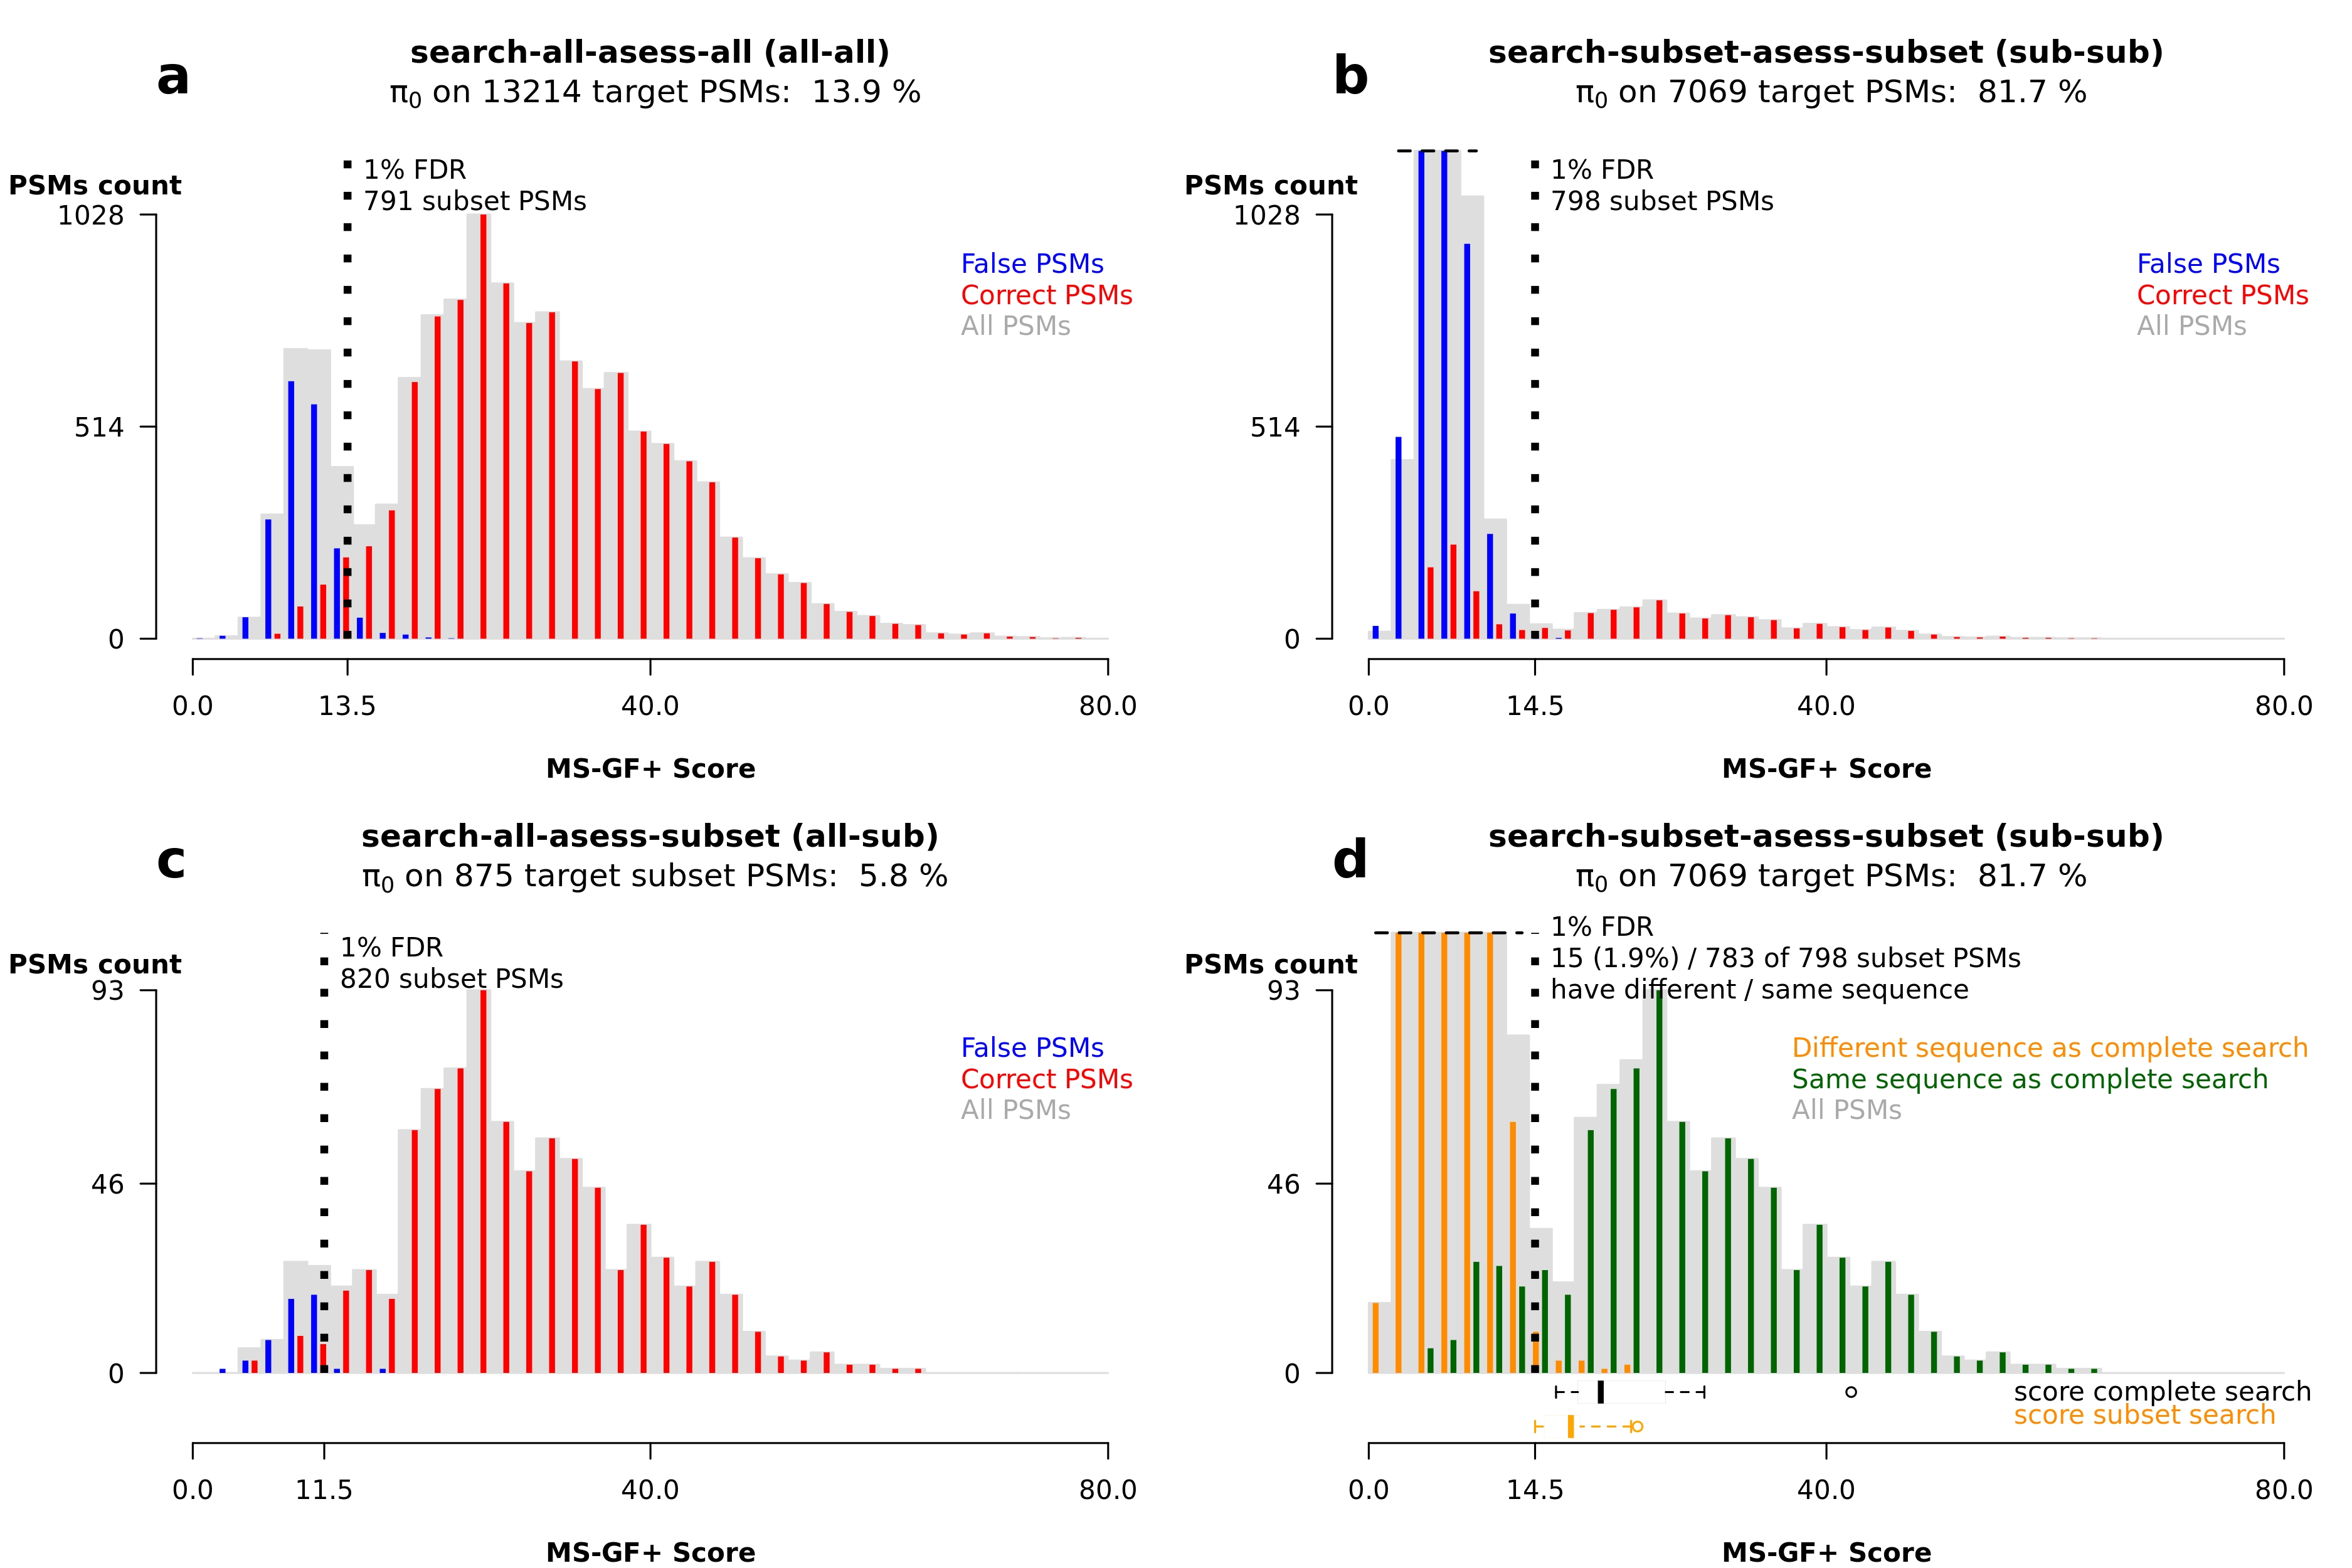 a
search-all-asess-all (all-all)
π0 on 13214 target PSMs: 13.9 %
1% FDR
791 subset PSMs
PSMs count
1028
514
0
False PSMs
Correct PSMs
All PSMs
0.0
13.5
40.0
80.0
MS-GF+ Score
b
search-subset-asess-subset (sub-sub)
π0 on 7069 target PSMs: 81.7 %
1% FDR
798 subset PSMs
PSMs count
1028
514
0
False PSMs
Correct PSMs
All PSMs
0.0
14.5
40.0
80.0
MS-GF+ Score
c
search-all-asess-subset (all-sub)
π0 on 875 target subset PSMs: 5.8 %
1% FDR
820 subset PSMs
PSMs count
93
46
0
False PSMs
Correct PSMs
All PSMs
0.0
11.5
40.0
80.0
MS-GF+ Score
d
search-subset-asess-subset (sub-sub)
π0 on 7069 target PSMs: 81.7 %
1% FDR
15 (1.9%) / 783 of 798 subset PSMs
have different / same sequence
PSMs count
93
46
0
Different sequence as complete search
Same sequence as complete search
All PSMs
score complete search
score subset search
0.0
14.5
40.0
80.0
MS-GF+ Score